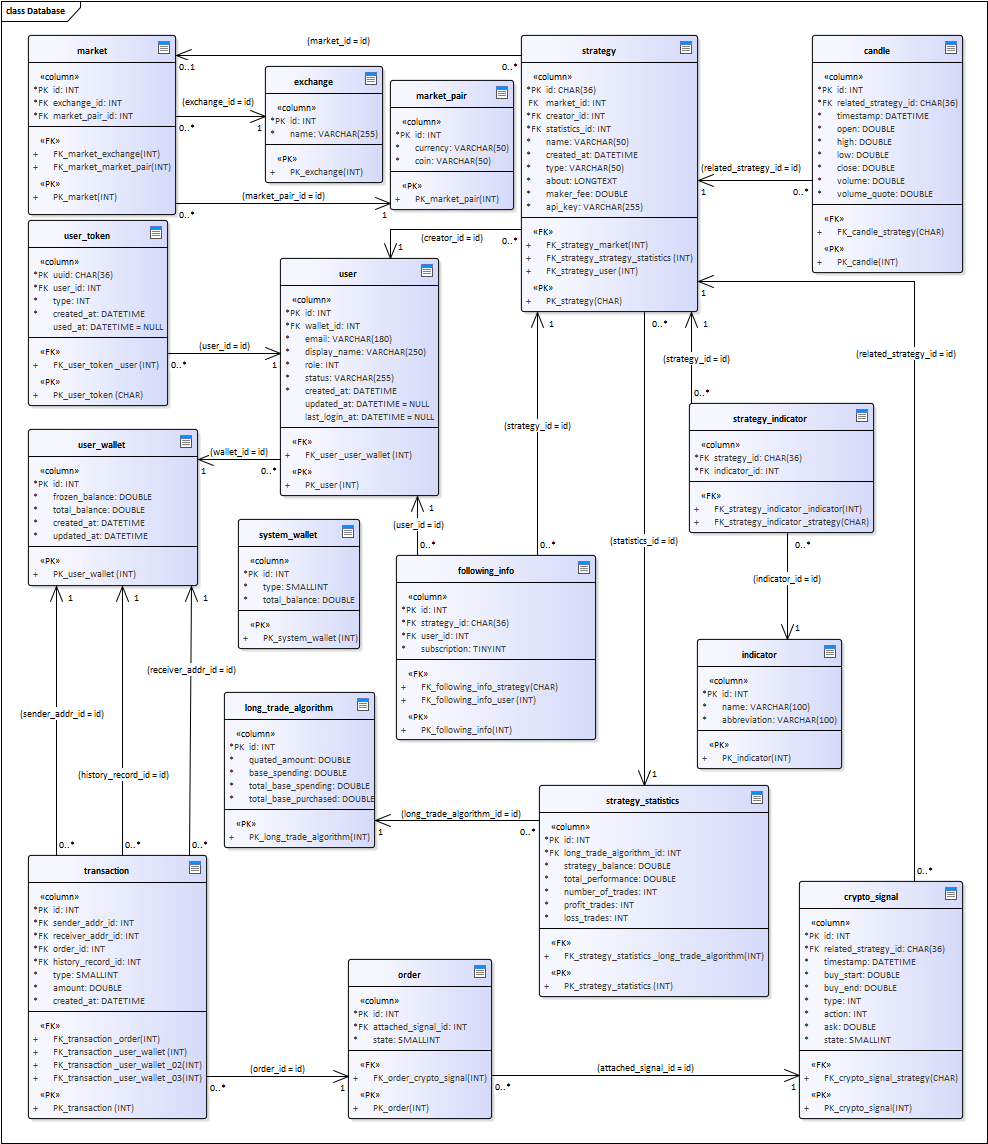 class Database
market
«column»
*PK id: INT
*FK exchange_id: INT
*FK market_pair_id: INT
«FK»
+ FK_market_exchange(INT)
+ FK_market_market_pair(INT)
«PK»
+ PK_market(INT)
(market_id = id)
0..1
0..*
(exchange_id = id)
0..*
1
(market_pair_id = id)
0..*
1
exchange
«column»
*PK id: INT
* name: VARCHAR(255)
«PK»
+ PK_exchange(INT)
market_pair
«column»
*PK id: INT
* currency: VARCHAR(50)
* coin: VARCHAR(50)
«PK»
+ PK_market_pair(INT)
strategy
«column»
*PK id: CHAR(36)
FK market_id: INT
*FK creator_id: INT
*FK statistics_id: INT
* name: VARCHAR(50)
* created_at: DATETIME
* type: VARCHAR(50)
* about: LONGTEXT
* maker_fee: DOUBLE
* api_key: VARCHAR(255)
«FK»
+ FK_strategy_market(INT)
+ FK_strategy_strategy_statistics (INT)
+ FK_strategy_user (INT)
«PK»
+ PK_strategy(CHAR)
candle
«column»
*PK id: INT
*FK related_strategy_id: CHAR(36)
* timestamp: DATETIME
* open: DOUBLE
* high: DOUBLE
* low: DOUBLE
* close: DOUBLE
* volume: DOUBLE
* volume_quote: DOUBLE
«FK»
+ FK_candle_strategy(CHAR)
«PK»
+ PK_candle(INT)
(related_strategy_id = id)
1
0..*
user_token
«column»
*PK uuid: CHAR(36)
*FK user_id: INT
* type: INT
* created_at: DATETIME
used_at: DATETIME = NULL
«FK»
+ FK_user_token _user (INT)
«PK»
+ PK_user_token (CHAR)
(user_id = id)
0..*
1
(creator_id = id)
0..*
1
user
«column»
*PK id: INT
*FK wallet_id: INT
* email: VARCHAR(180)
* display_name: VARCHAR(250)
* role: INT
* status: VARCHAR(255)
* created_at: DATETIME
updated_at: DATETIME = NULL
last_login_at: DATETIME = NULL
«FK»
+ FK_user _user_wallet (INT)
«PK»
+ PK_user (INT)
1
0..*
1
(related_strategy_id = id)
0..*
1
(strategy_id = id)
0..*
1
(strategy_id = id)
0..*
user_wallet
«column»
*PK id: INT
* frozen_balance: DOUBLE
* total_balance: DOUBLE
* created_at: DATETIME
* updated_at: DATETIME
«PK»
+ PK_user_wallet (INT)
(wallet_id = id)
1
0..*
strategy_indicator
«column»
*FK strategy_id: CHAR(36)
*FK indicator_id: INT
«FK»
+ FK_strategy_indicator_indicator(INT)
+ FK_strategy_indicator_strategy(CHAR)
0..*
(indicator_id = id)
1
system_wallet
«column»
*PK id: INT
* type: SMALLINT
* total_balance: DOUBLE
«PK»
+ PK_system_wallet (INT)
1
(user_id = id)
0..*
following_info
«column»
*PK id: INT
*FK strategy_id: CHAR(36)
*FK user_id: INT
* subscription: TINYINT
«FK»
+ FK_following_info_strategy(CHAR)
+ FK_following_info_user (INT)
«PK»
+ PK_following_info(INT)
(statistics_id = id)
1
indicator
«column»
*PK id: INT
* name: VARCHAR(100)
* abbreviation: VARCHAR(100)
«PK»
+ PK_indicator(INT)
1
1
1
(receiver_addr_id = id)
(sender_addr_id = id)
(history_record_id = id)
0..*
0..*
0..*
long_trade_algorithm
«column»
*PK id: INT
* quated_amount: DOUBLE
* base_spending: DOUBLE
* total_base_spending: DOUBLE
* total_base_purchased: DOUBLE
«PK»
+ PK_long_trade_algorithm(INT)
(long_trade_algorithm_id = id)
1
0..*
strategy_statistics
«column»
*PK id: INT
*FK long_trade_algorithm_id: INT
* strategy_balance: DOUBLE
* total_performance: DOUBLE
* number_of_trades: INT
* profit_trades: INT
* loss_trades: INT
«FK»
+ FK_strategy_statistics _long_trade_algorithm(INT)
«PK»
+ PK_strategy_statistics (INT)
transaction
«column»
*PK id: INT
*FK sender_addr_id: INT
*FK receiver_addr_id: INT
*FK order_id: INT
*FK history_record_id: INT
* type: SMALLINT
* amount: DOUBLE
* created_at: DATETIME
«FK»
+ FK_transaction _order(INT)
+ FK_transaction _user_wallet (INT)
+ FK_transaction _user_wallet _02(INT)
+ FK_transaction _user_wallet _03(INT)
«PK»
+ PK_transaction (INT)
(order_id = id)
0..*
1
order
«column»
*PK id: INT
*FK attached_signal_id: INT
* state: SMALLINT
«FK»
+ FK_order_crypto_signal(INT)
«PK»
+ PK_order(INT)
(attached_signal_id = id)
0..*
1
crypto_signal
«column»
*PK id: INT
*FK related_strategy_id: CHAR(36)
* timestamp: DATETIME
* buy_start: DOUBLE
* buy_end: DOUBLE
* type: INT
* action: INT
* ask: DOUBLE
* state: SMALLINT
«FK»
+ FK_crypto_signal_strategy(CHAR)
«PK»
+ PK_crypto_signal(INT)